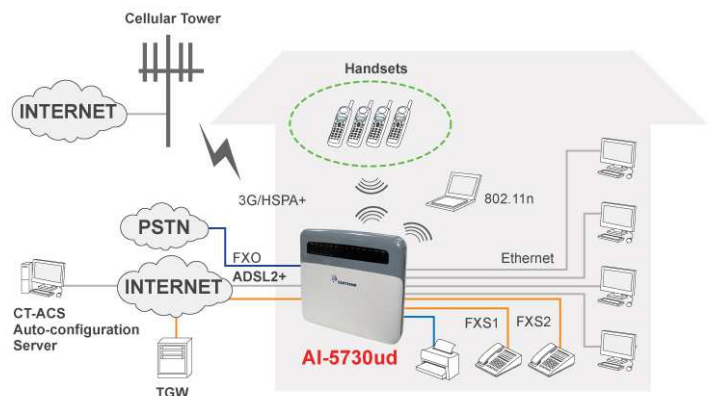 Cellular Tower
Handsets
INTERNET
3G/HSPA+
802.11n
PSTN
FXO
Ethernet
ADSL2+
INTERNET
CT-ACS
Auto-configuration
Server
FXS1
FXS2
AI-5730ud
TGW